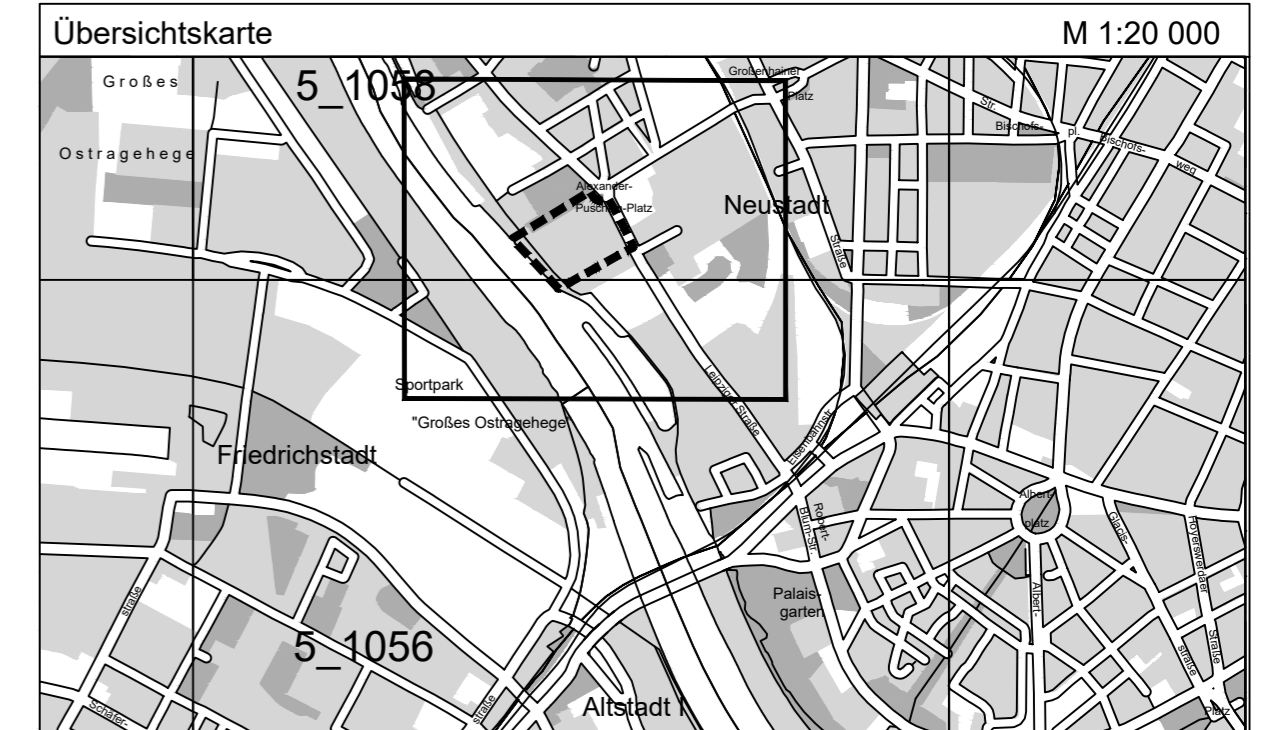 Übersichtskarte
M 1:20 000
Großes
5_1058
Großenhainer
Platz
Str.
Bischofs-
pl.
Bischofs-
weg
Ostragehege
Alexander-
Puschkin-Platz
Neustadt
Straße
Sportpark
"Großes Ostragehege"
Leipziger Straße
Eisenbahnstr.
Friedrichstadt
Robert-
Blum-Str.
Albert-
platz
Glacis-
straße
Hoyerswerdaer
Straße
Albert-
Palais-
garten
straße
5_1056
Altstadt I
Schäfer-
straße
Platz